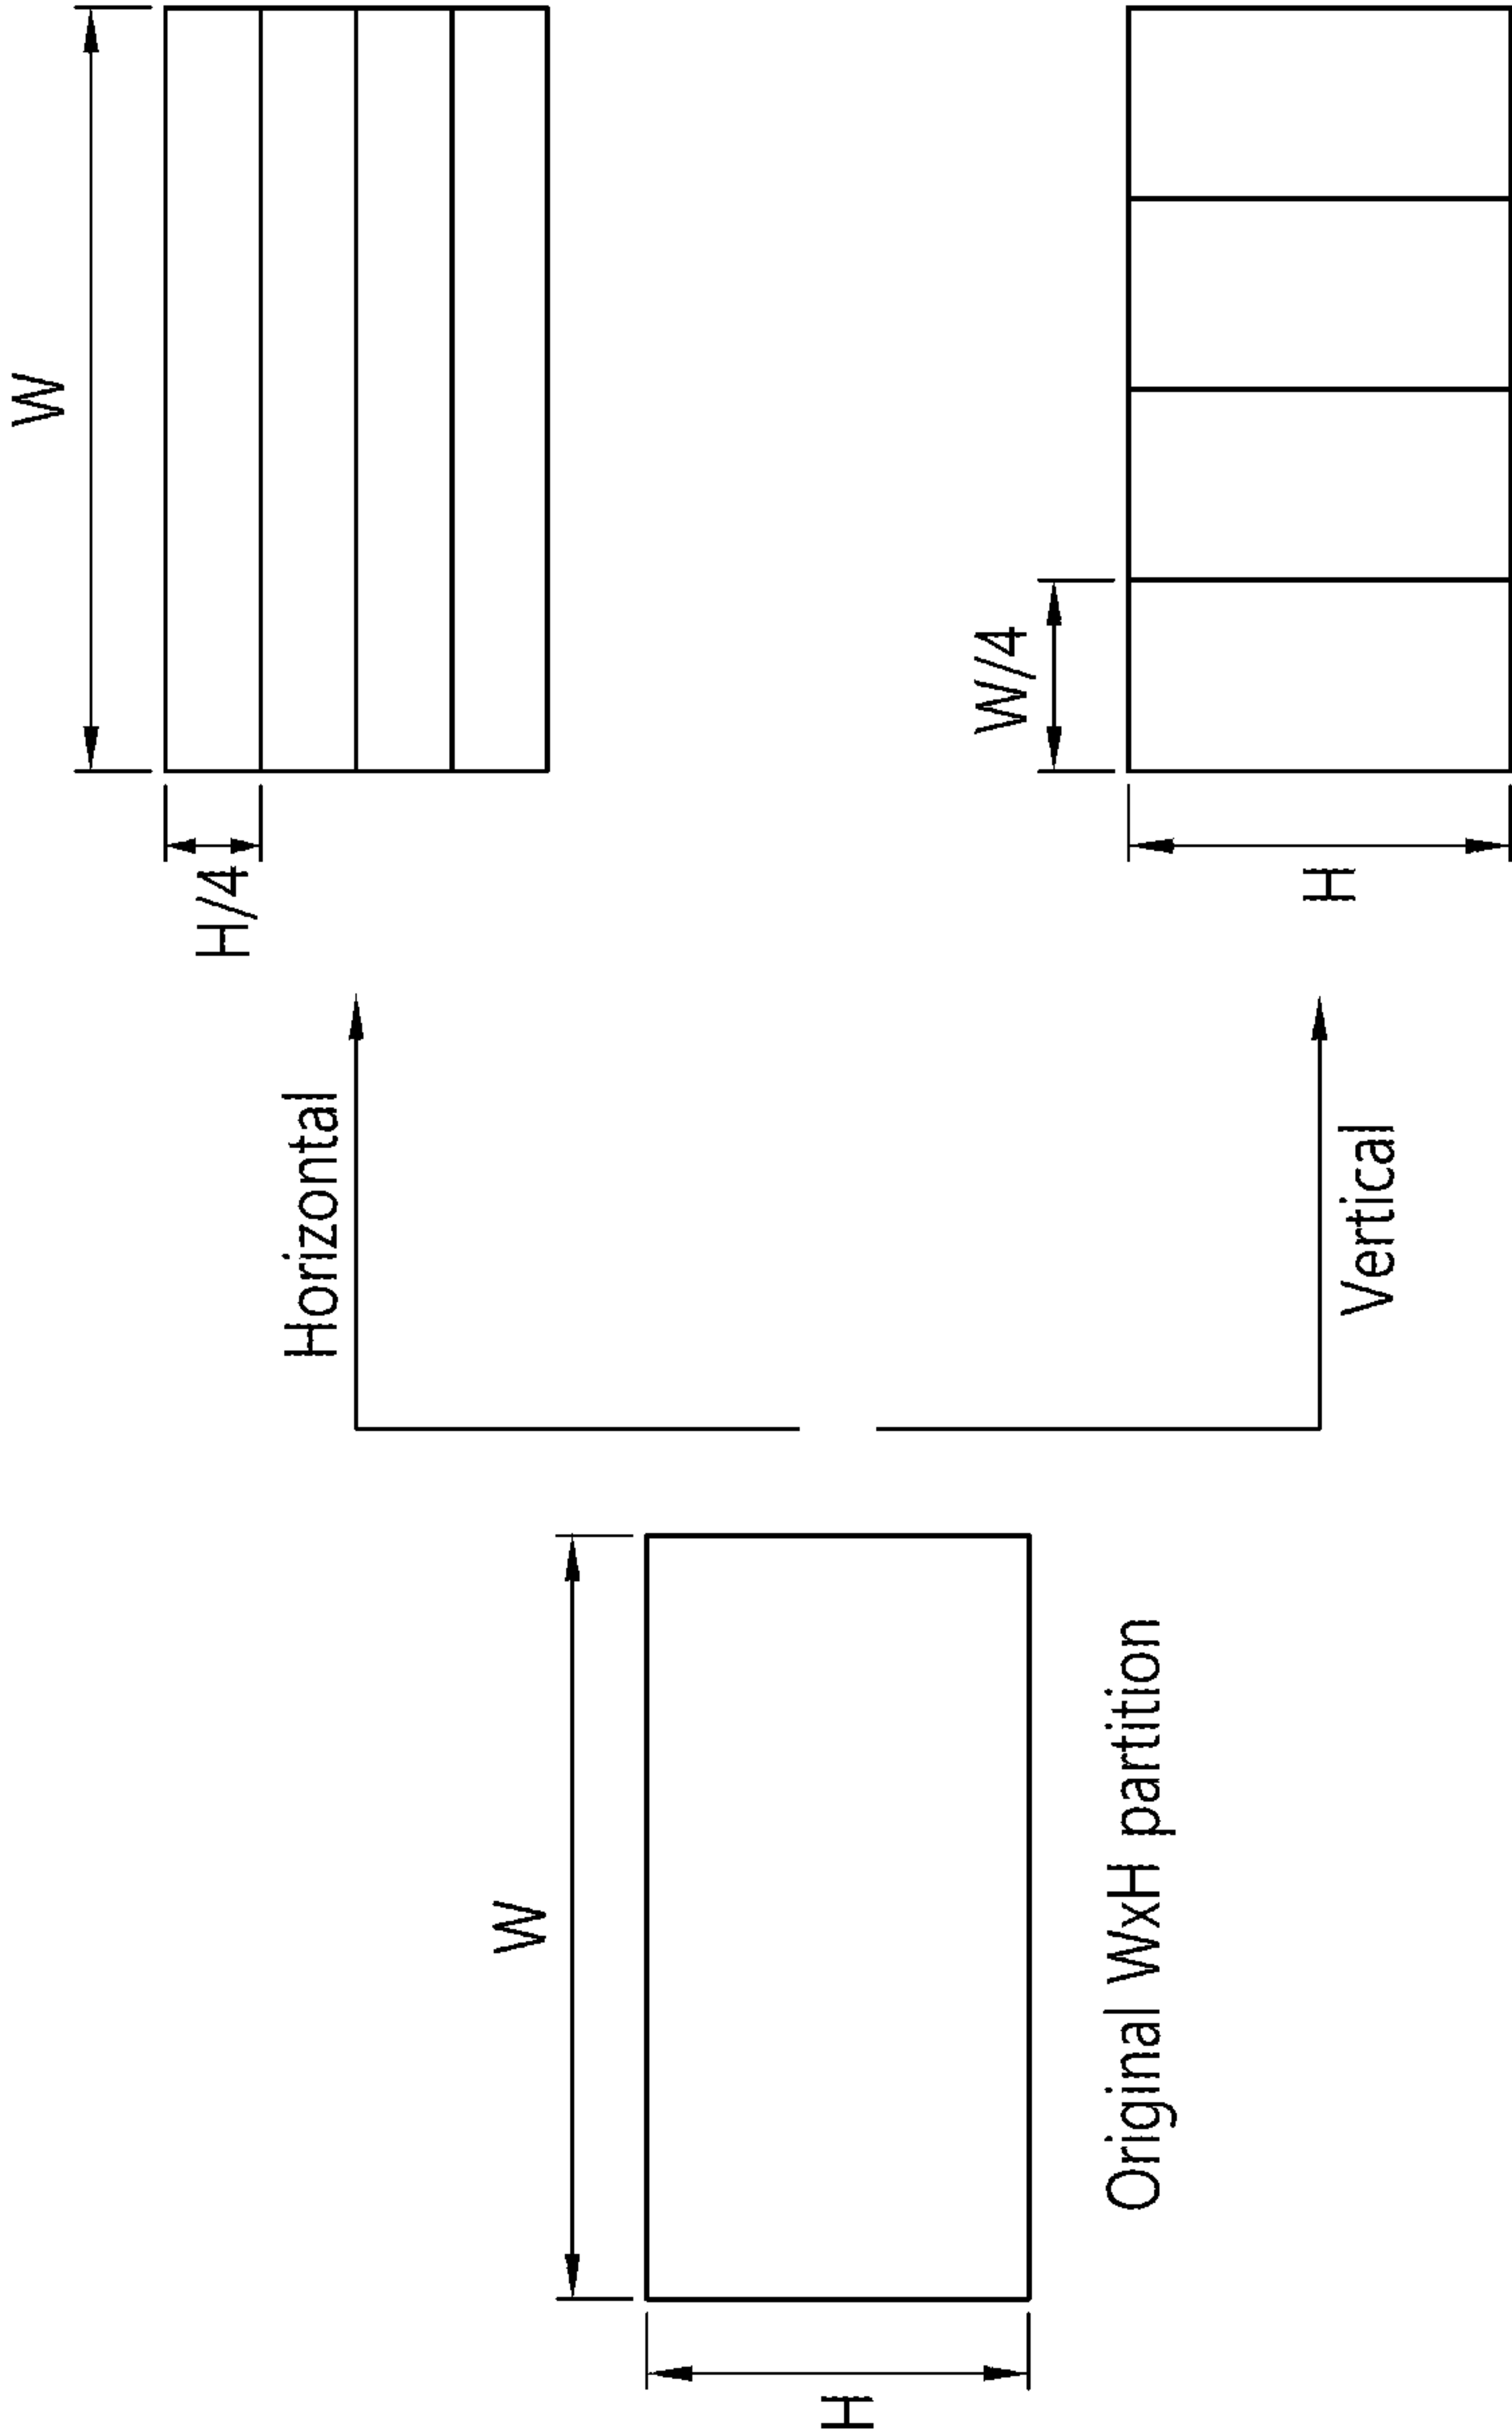 W
H
Original WxH partition
Horizontal
W
H/4
Vertical
W/4
H